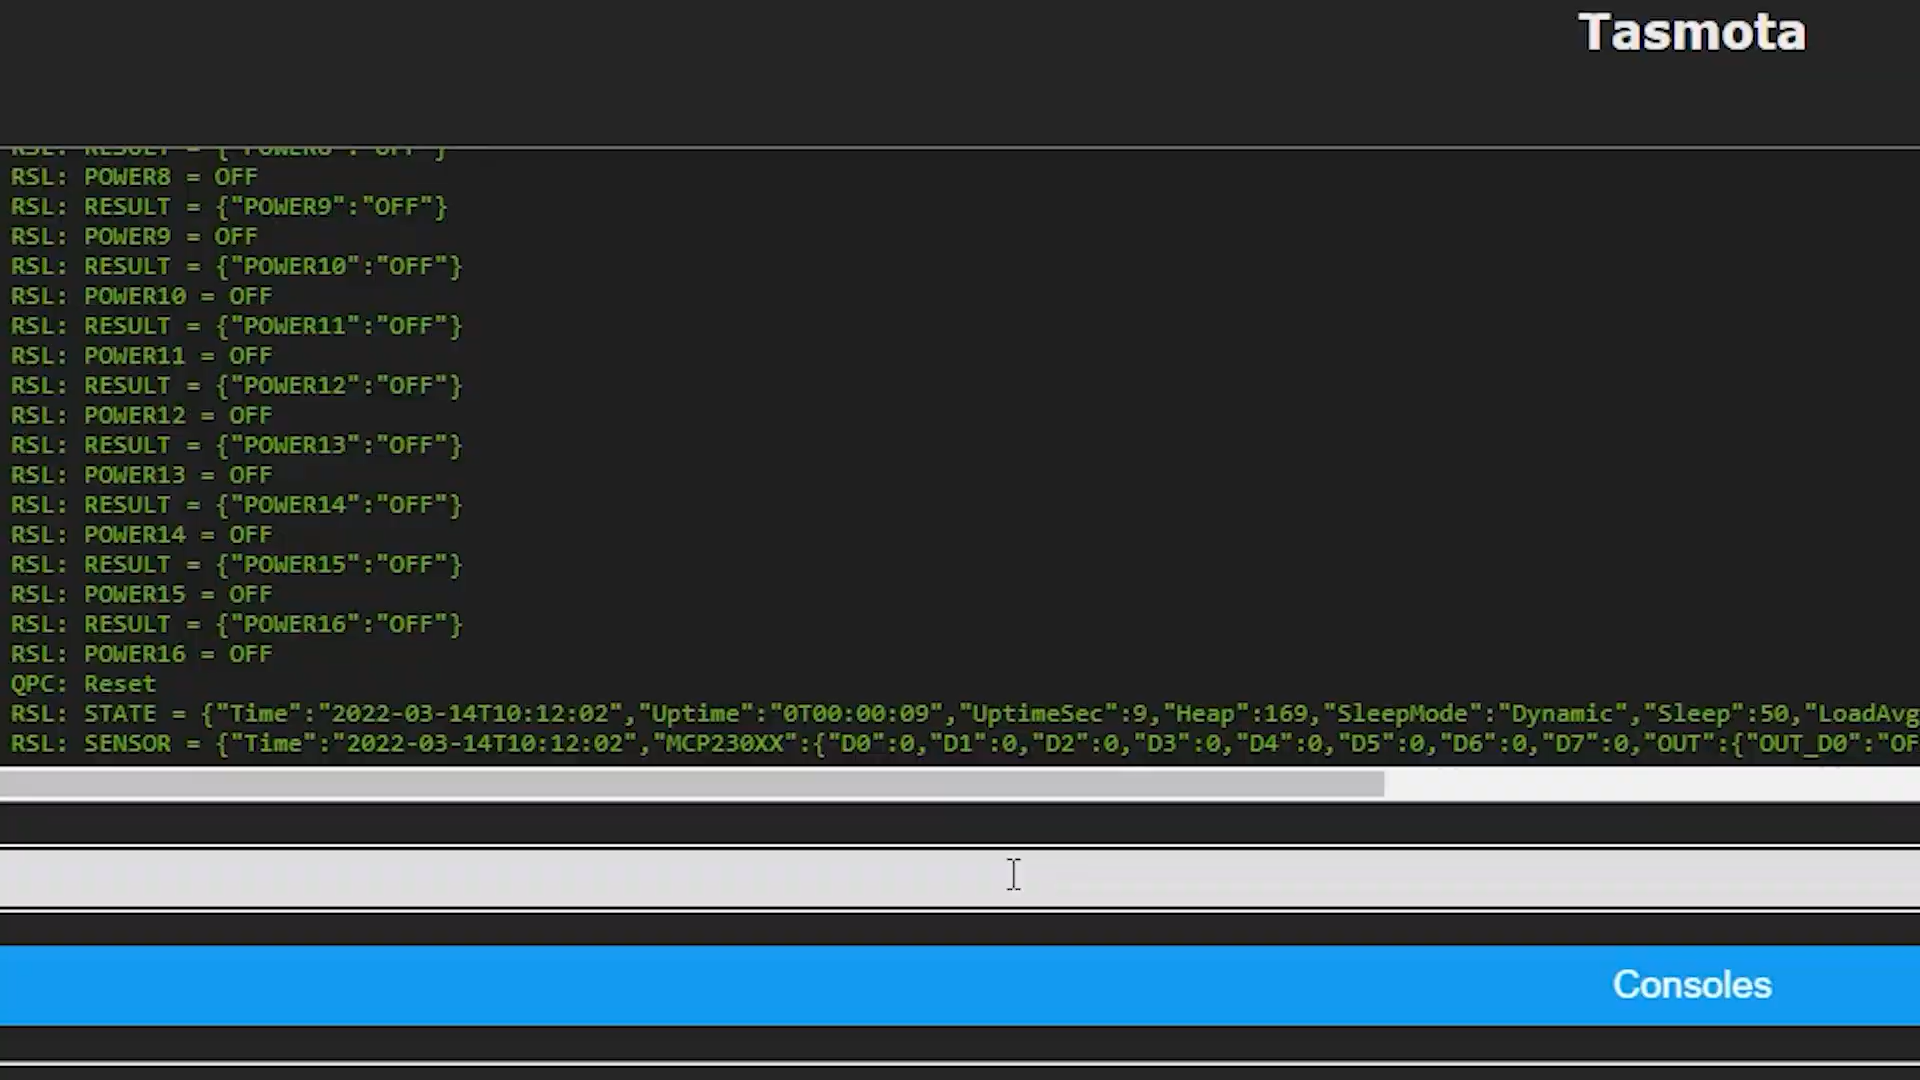 Tasmota
RSL: RESULT = {"POWER8":"OFF"}
RSL: POWER8 = OFF
RSL: RESULT = {"POWER9":"OFF"}
RSL: POWER9 = OFF
RSL: RESULT = {"POWER10":"OFF"}
RSL: POWER10 = OFF
RSL: RESULT = {"POWER11":"OFF"}
RSL: POWER11 = OFF
RSL: RESULT = {"POWER12":"OFF"}
RSL: POWER12 = OFF
RSL: RESULT = {"POWER13":"OFF"}
RSL: POWER13 = OFF
RSL: RESULT = {"POWER14":"OFF"}
RSL: POWER14 = OFF
RSL: RESULT = {"POWER15":"OFF"}
RSL: POWER15 = OFF
RSL: RESULT = {"POWER16":"OFF"}
RSL: POWER16 = OFF
QPC: Reset
RSL: STATE = {"Time":"2022-03-14T10:12:02","Uptime":"0T00:00:09","UptimeSec":9,"Heap":169,"SleepMode":"Dynamic","Sleep":50,"LoadAvg
RSL: SENSOR = {"Time":"2022-03-14T10:12:02","MCP230XX":{"D0":0,"D1":0,"D2":0,"D3":0,"D4":0,"D5":0,"D6":0,"D7":0,"OUT":{"OUT_D0":"OF
Consoles